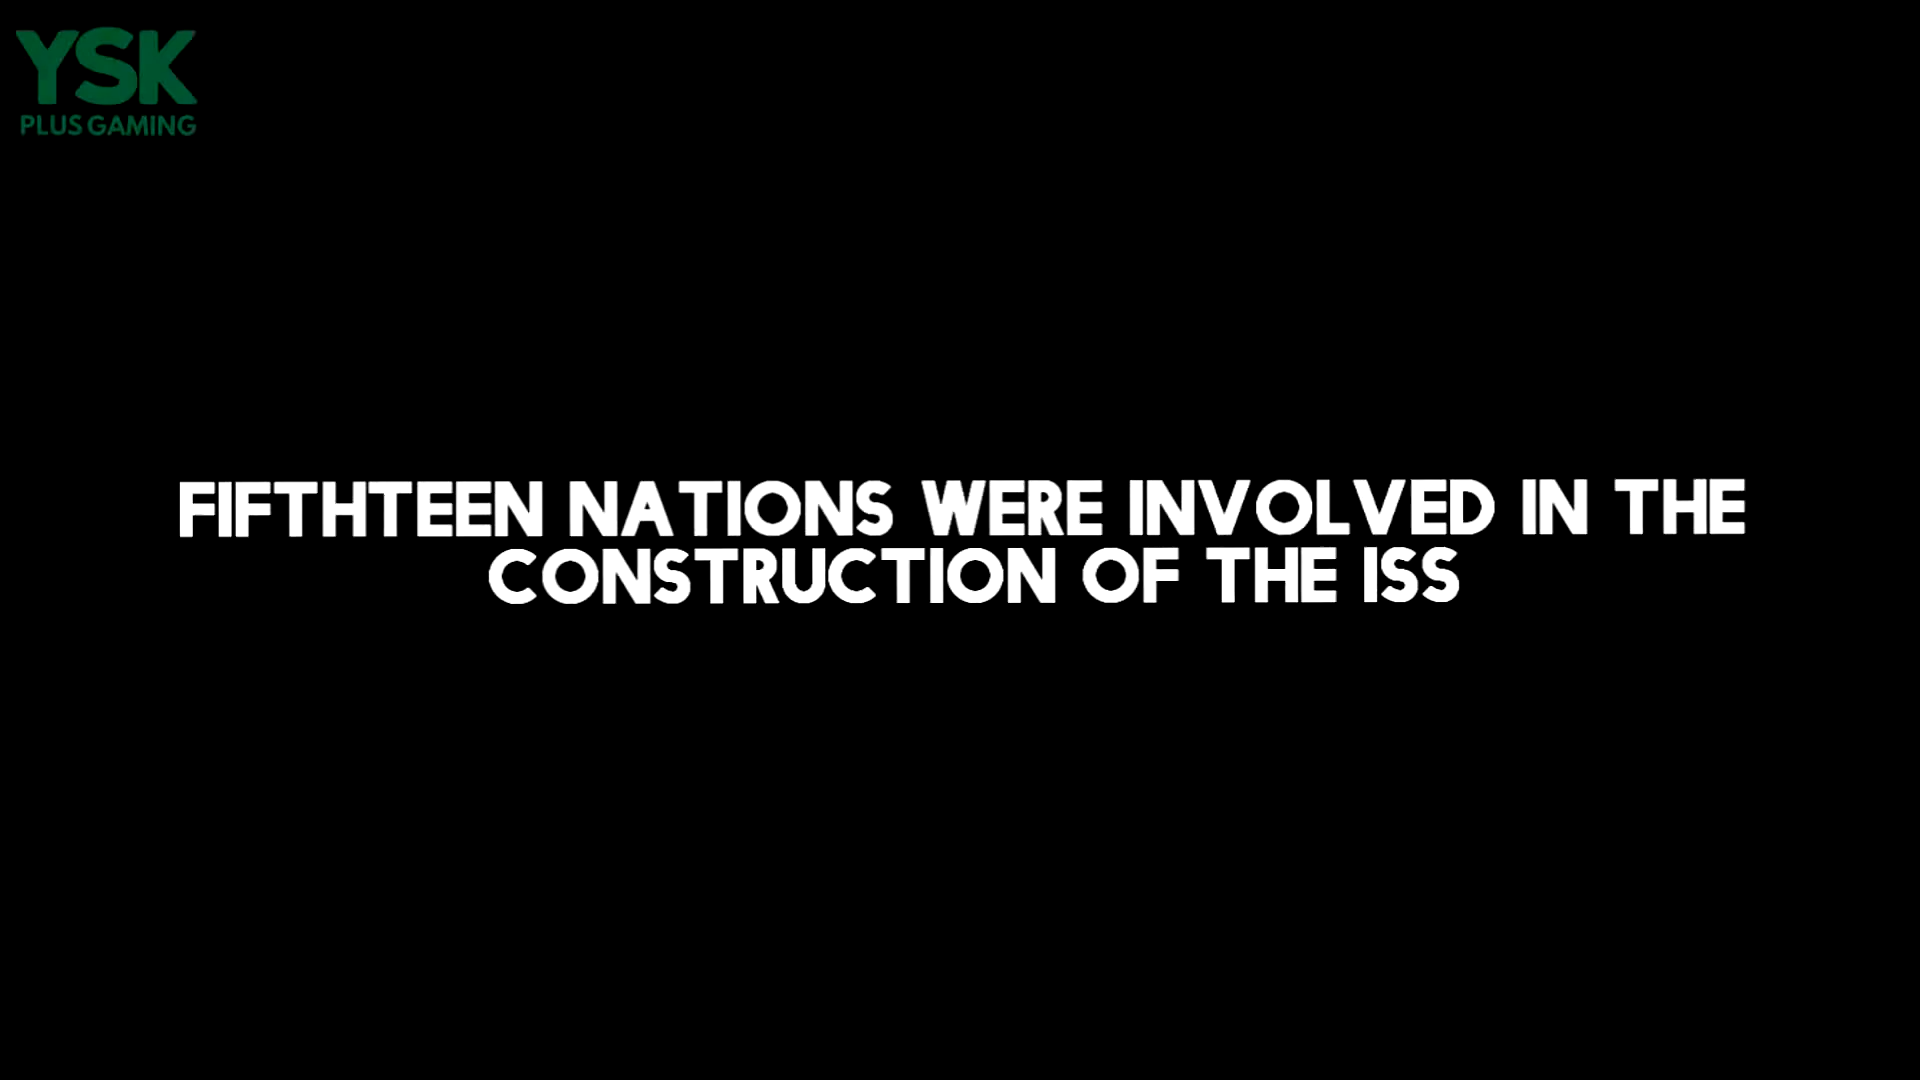 YSK
PLUS GAMING
FIFTHTEEN NATIONS WERE INVOLVED IN THE
CONSTRUCTION OF THE ISS